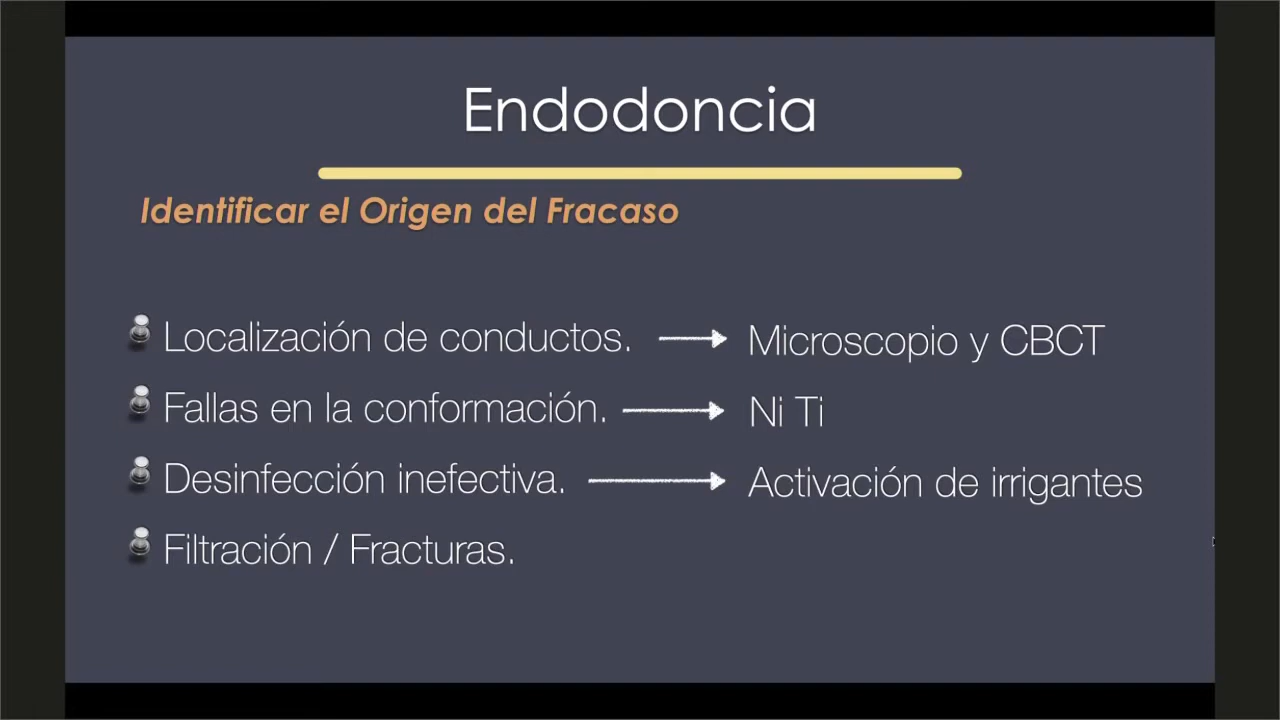 Endodoncia
Identificar el Origen del Fracaso
Localización de conductos. Microscopio y CBCT
Fallas en la conformación. Ni Ti
Desinfección inefectiva. Activación de irrigantes
Filtración / Fracturas.